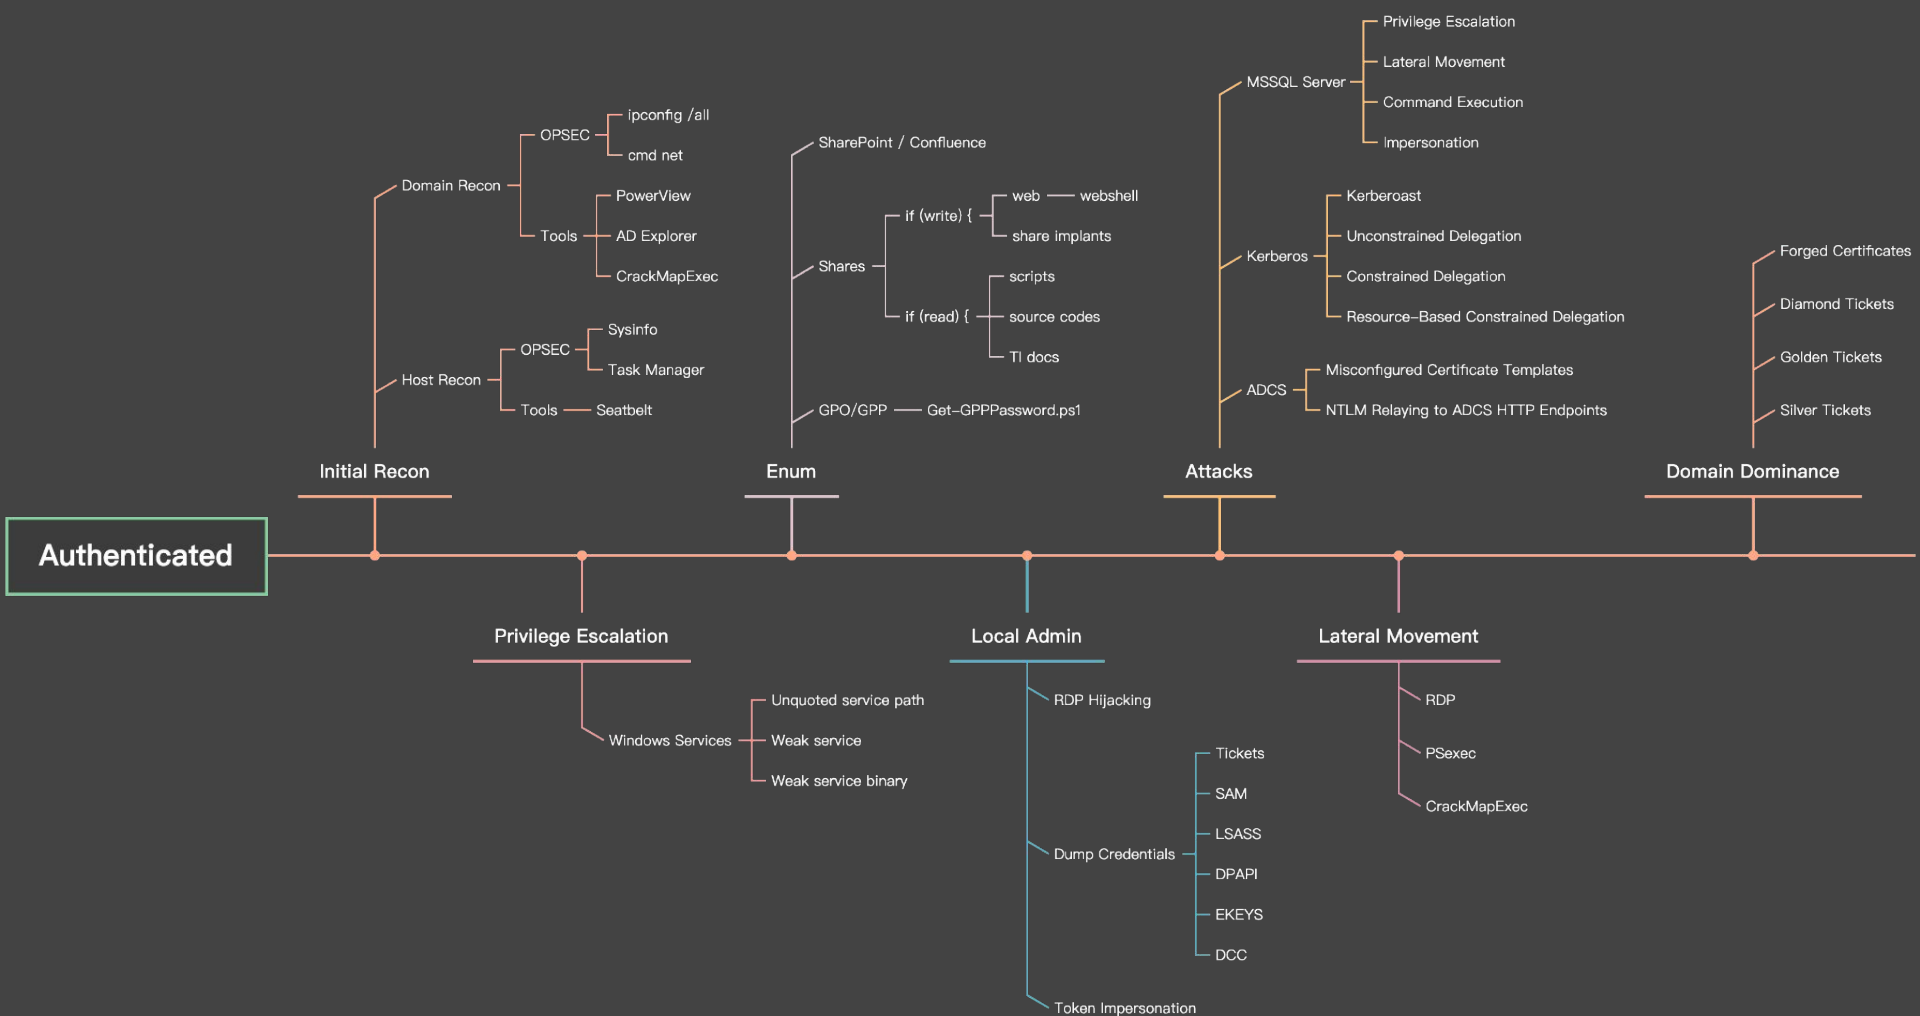 Authenticated
Initial Recon
Domain Recon
OPSEC
ipconfig /all
cmd net
Tools
PowerView
AD Explorer
CrackMapExec
Host Recon
OPSEC
Sysinfo
Task Manager
Tools
Seatbelt
Privilege Escalation
Windows Services
Unquoted service path
Weak service
Weak service binary
Enum
SharePoint / Confluence
Shares
if (write) {
web
webshell
share implants
if (read) {
scripts
source codes
TI docs
GPO/GPP
Get-GPPPassword.ps1
Local Admin
RDP Hijacking
Dump Credentials
Tickets
SAM
LSASS
DPAPI
EKEYS
DCC
Token Impersonation
Attacks
MSSQL Server
Privilege Escalation
Lateral Movement
Command Execution
Impersonation
Kerberos
Kerberoast
Unconstrained Delegation
Constrained Delegation
Resource-Based Constrained Delegation
ADCS
Misconfigured Certificate Templates
NTLM Relaying to ADCS HTTP Endpoints
Lateral Movement
RDP
PSexec
CrackMapExec
Domain Dominance
Forged Certificates
Diamond Tickets
Golden Tickets
Silver Tickets